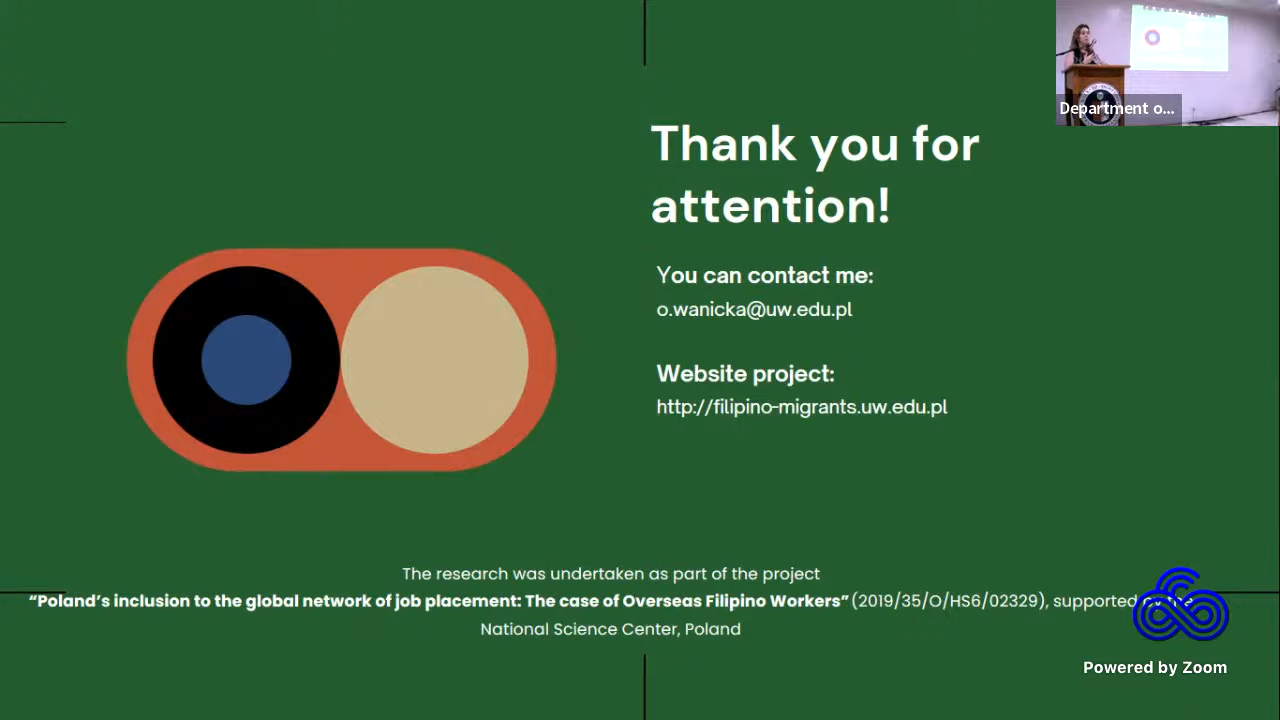 Department o...
Thank you for
attention!
You can contact me:
o.wanicka@uw.edu.pl
Website project:
http://filipino-migrants.uw.edu.pl
The research was undertaken as part of the project
“Poland’s inclusion to the global network of job placement: The case of Overseas Filipino Workers” (2019/35/O/HS6/02329), supported by the
National Science Center, Poland
Powered by Zoom